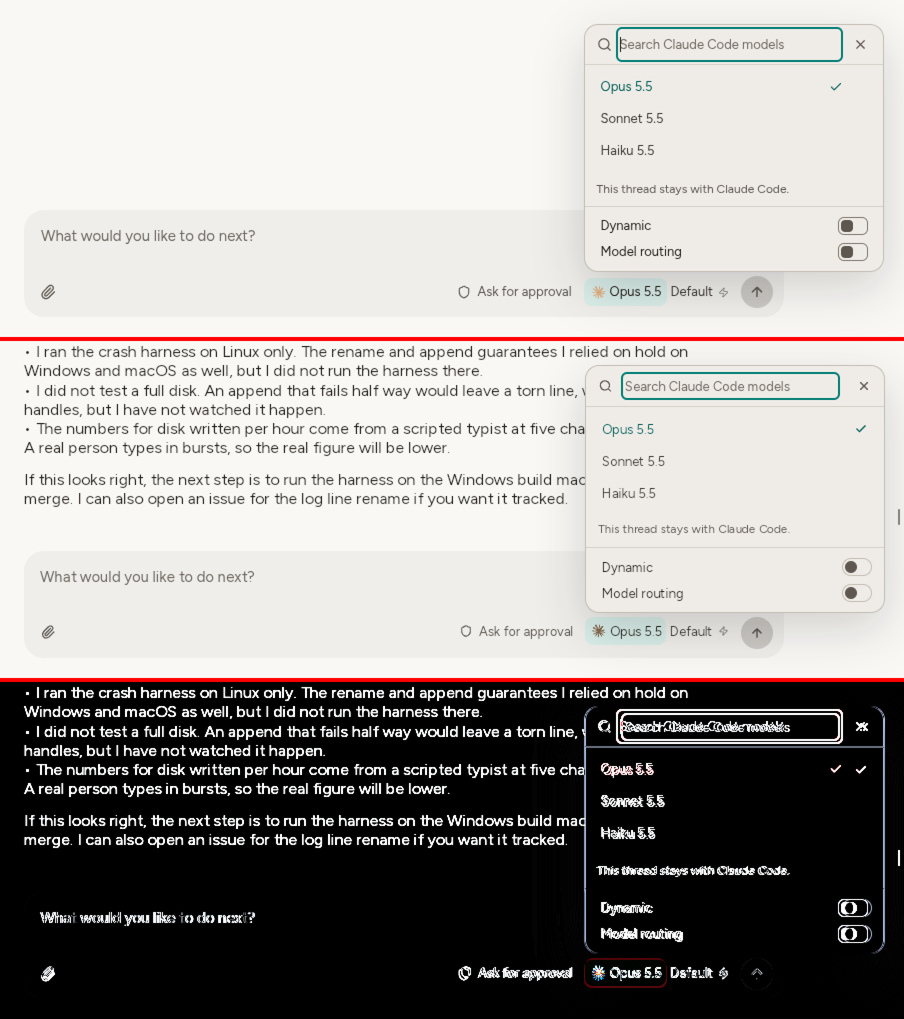 Search Claude Code models
Opus 5.5
Sonnet 5.5
Haiku 5.5
This thread stays with Claude Code.
Dynamic
Model routing
What would you like to do next?
Ask for approval
Opus 5.5
Default
• I ran the crash harness on Linux only. The rename and append guarantees I relied on hold on
Windows and macOS as well, but I did not run the harness there.
• I did not test a full disk. An append that fails half way would leave a torn line,
handles, but I have not watched it happen.
• The numbers for disk written per hour come from a scripted typist at five
A real person types in bursts, so the real figure will be lower.
If this looks right, the next step is to run the harness on the Windows build
merge. I can also open an issue for the log line rename if you want it tracked.
Search Claude Code models
Opus 5.5
Sonnet 5.5
Haiku 5.5
This thread stays with Claude Code.
Dynamic
Model routing
What would you like to do next?
Ask for approval
Opus 5.5
Default
• I ran the crash harness on Linux only. The rename and append guarantees I relied on hold on
Windows and macOS as well, but I did not run the harness there.
• I did not test a full disk. An append that fails half way would leave a torn line,
handles, but I have not watched it happen.
• The numbers for disk written per hour come from a scripted typist at five
A real person types in bursts, so the real figure will be lower.
If this looks right, the next step is to run the harness on the Windows build
merge. I can also open an issue for the log line rename if you want it tracked.
Search Claude Code models
Opus 5.5
Sonnet 5.5
Haiku 5.5
This thread stays with Claude Code.
Dynamic
Model routing
What would you like to do next?
Ask for approval
Opus 5.5
Default